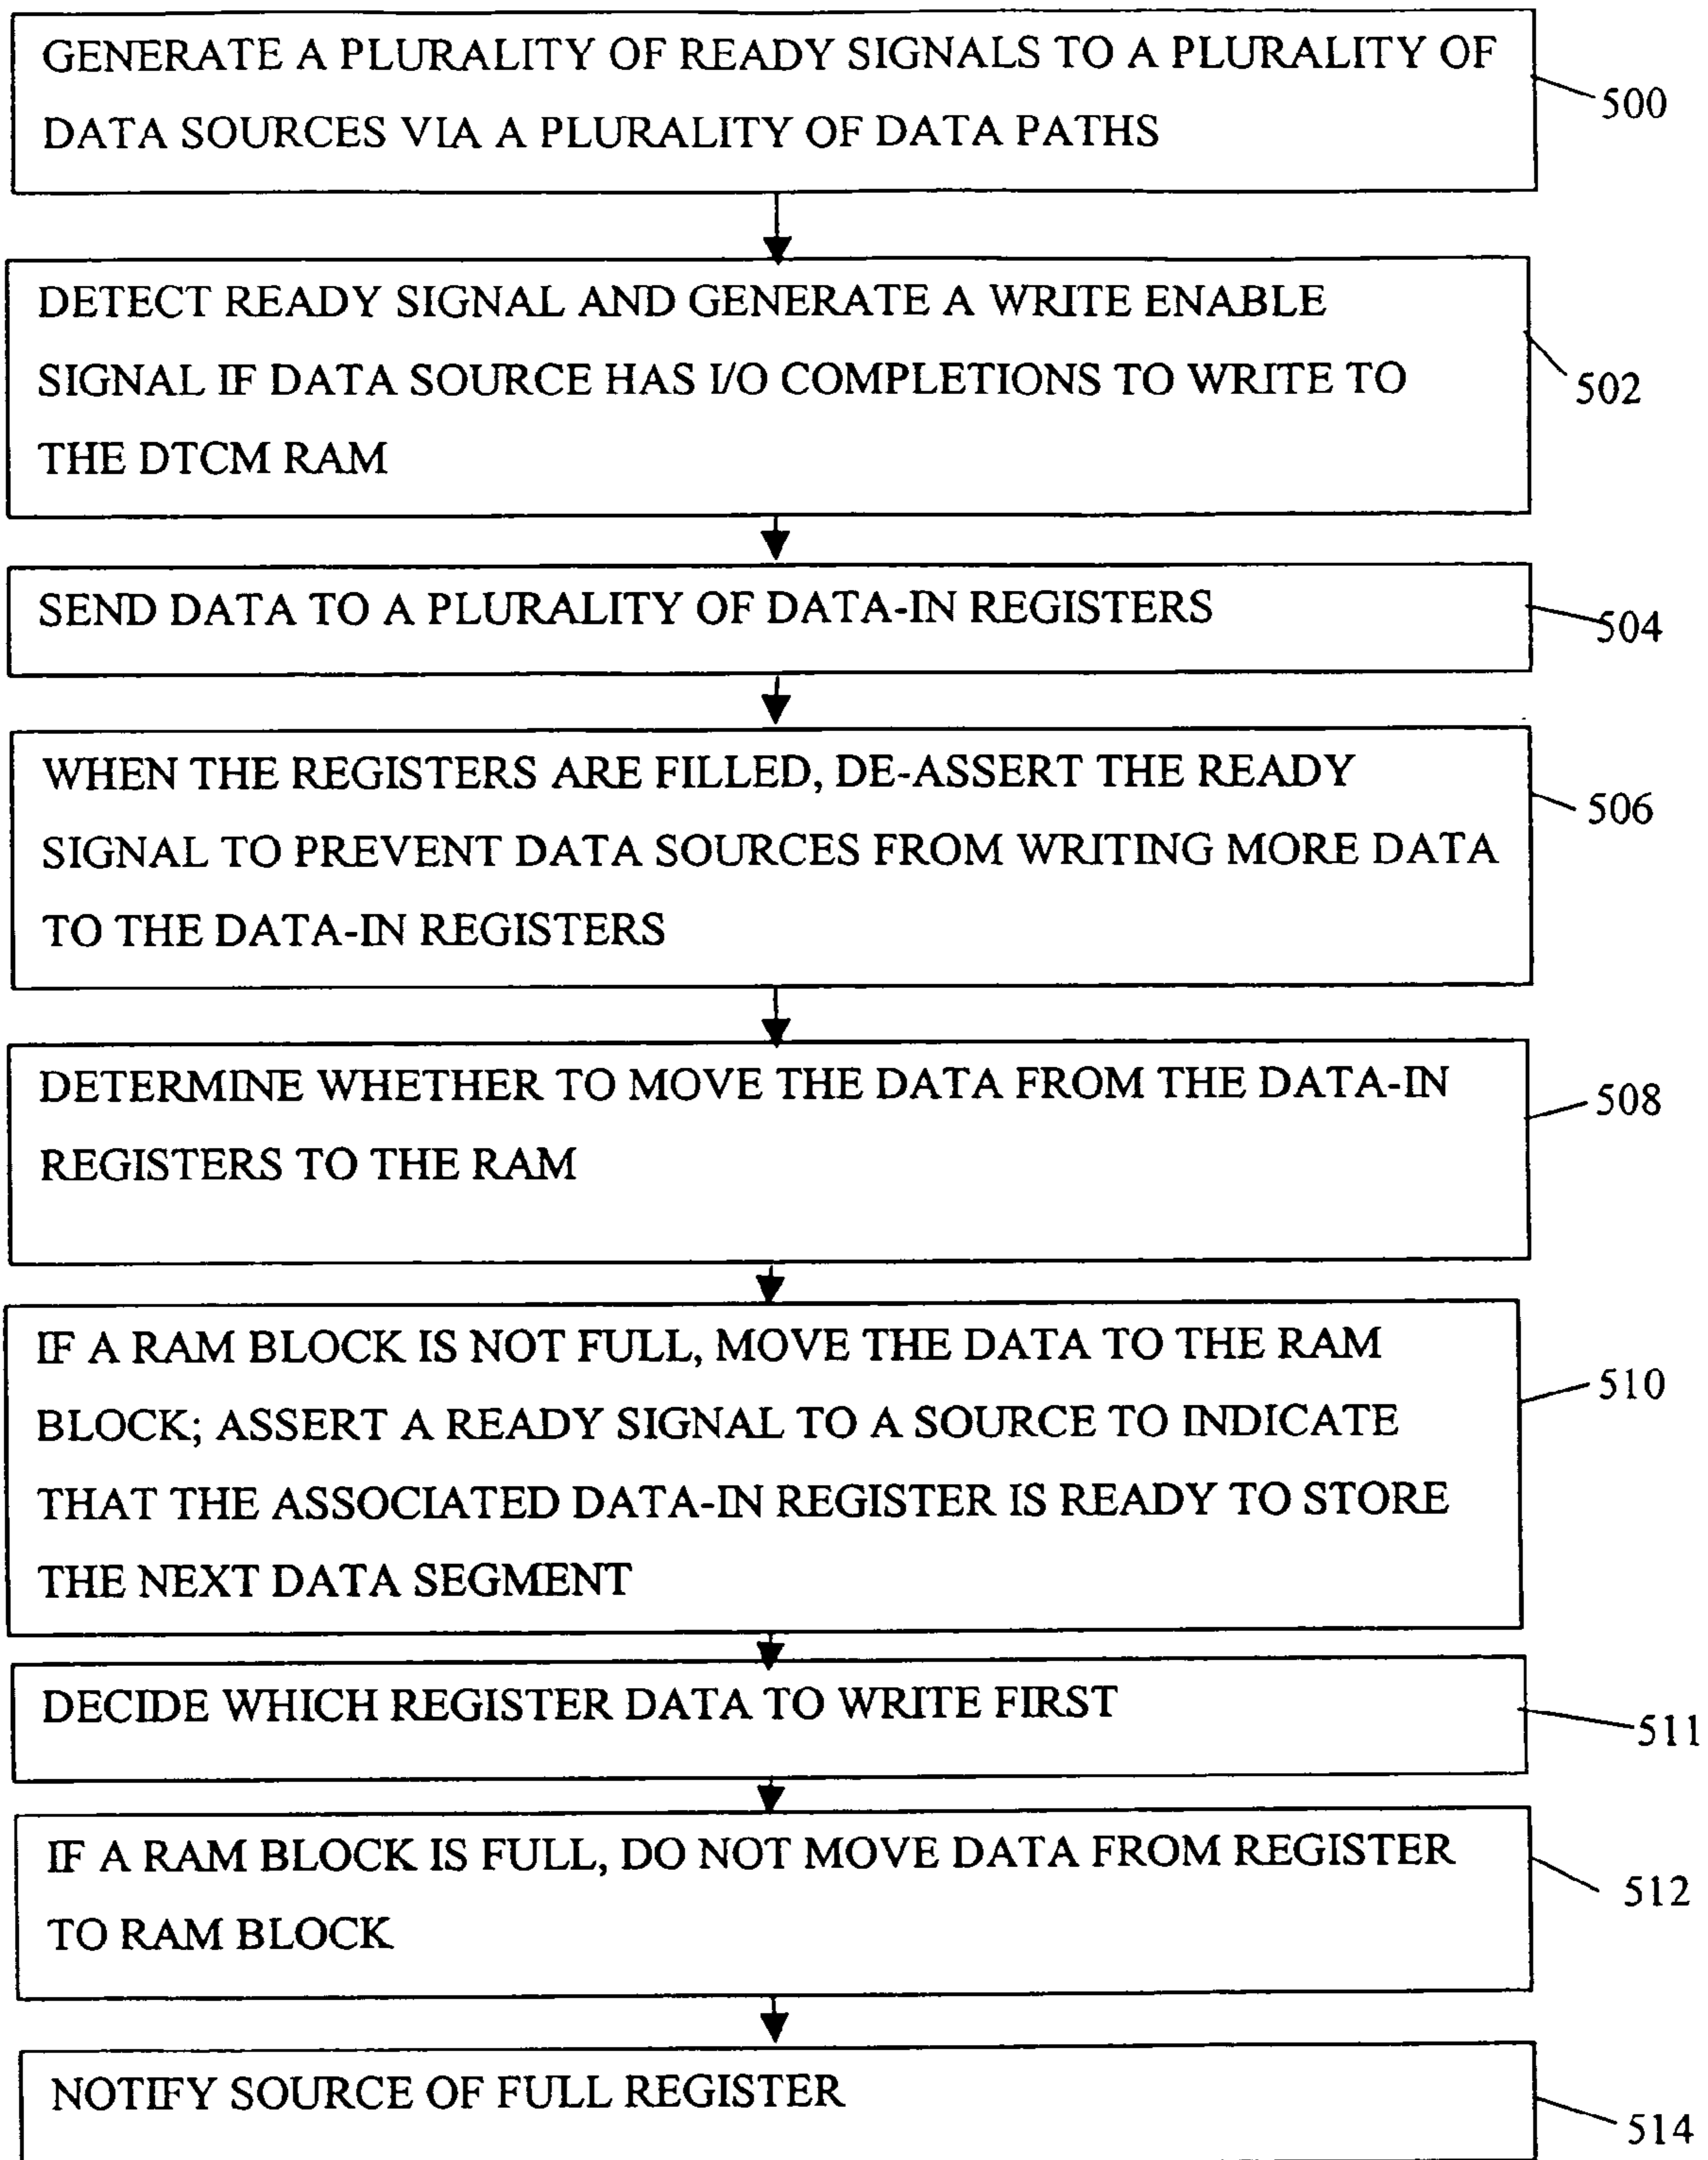 GENERATE A PLURALITY OF READY SIGNALS TO A PLURALITY OF
DATA SOURCES VIA A PLURALITY OF DATA PATHS
500
DETECT READY SIGNAL AND GENERATE A WRITE ENABLE
SIGNAL IF DATA SOURCE HAS I/O COMPLETIONS TO WRITE TO
THE DTCM RAM
502
SEND DATA TO A PLURALITY OF DATA-IN REGISTERS
504
WHEN THE REGISTERS ARE FILLED, DE-ASSERT THE READY
SIGNAL TO PREVENT DATA SOURCES FROM WRITING MORE DATA
TO THE DATA-IN REGISTERS
506
DETERMINE WHETHER TO MOVE THE DATA FROM THE DATA-IN
REGISTERS TO THE RAM
508
IF A RAM BLOCK IS NOT FULL, MOVE THE DATA TO THE RAM
BLOCK; ASSERT A READY SIGNAL TO A SOURCE TO INDICATE
THAT THE ASSOCIATED DATA-IN REGISTER IS READY TO STORE
THE NEXT DATA SEGMENT
510
DECIDE WHICH REGISTER DATA TO WRITE FIRST
511
IF A RAM BLOCK IS FULL, DO NOT MOVE DATA FROM REGISTER
TO RAM BLOCK
512
NOTIFY SOURCE OF FULL REGISTER
514